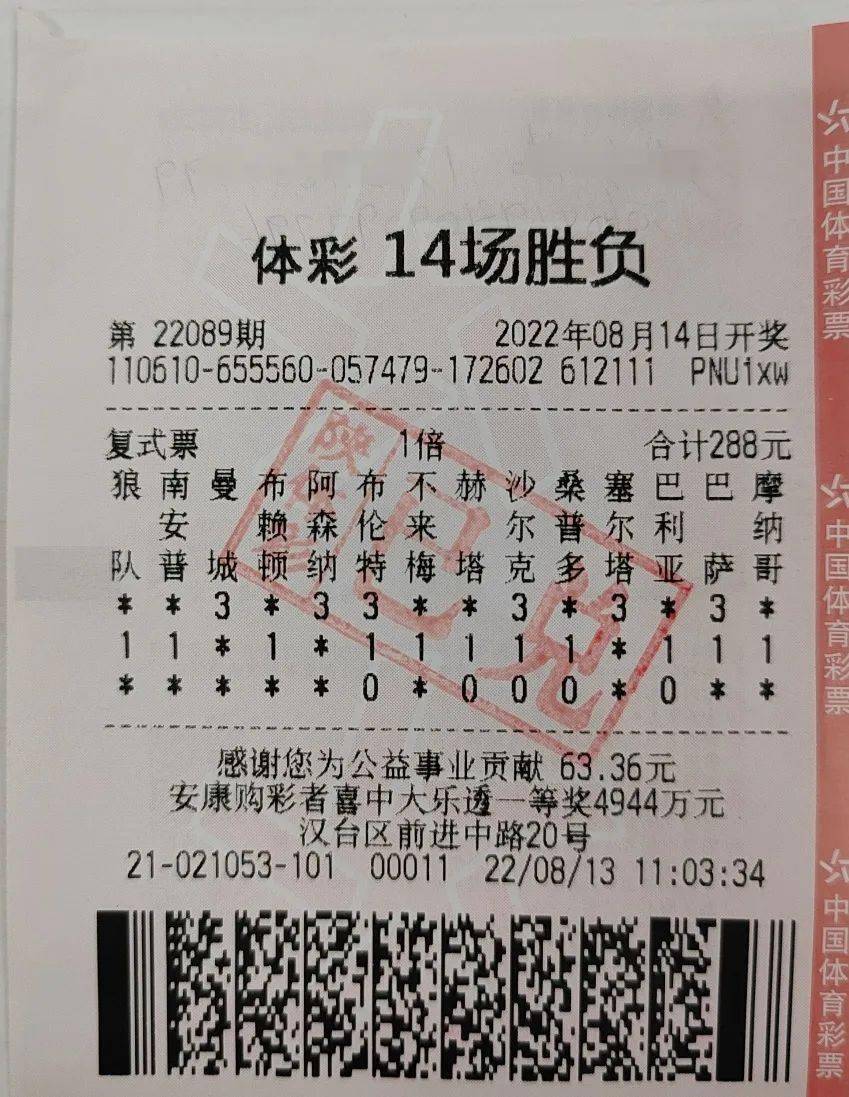 体彩 14场胜负
第 22089期 2022年08月14日开奖
110610-655560-057479-172602 612111 PNUixw
复式票 1倍 合计288元
狼 南 曼 布 阿 布 不 赫 沙 桑 塞 巴 巴 摩
安 赖 森 伦 来 尔 普 尔 利 纳
队 普 城 顿 纳 特 梅 塔 克 多 塔 亚 萨 哥
* * 3 * 3 3 * * 3 * 3 * 3 *
1 1 * 1 * 1 1 1 1 1 * 1 1 1
* * * * * 0 * 0 0 0 * 0 * *
陕体彩
已兑
感谢您为公益事业贡献 63.36元
安康购彩者喜中大乐透一等奖4944万元
汉台区前进中路20号
21-021053-101 00011 22/08/13 11:03:34
中国体育彩票
中国体育彩票
中国体育彩票